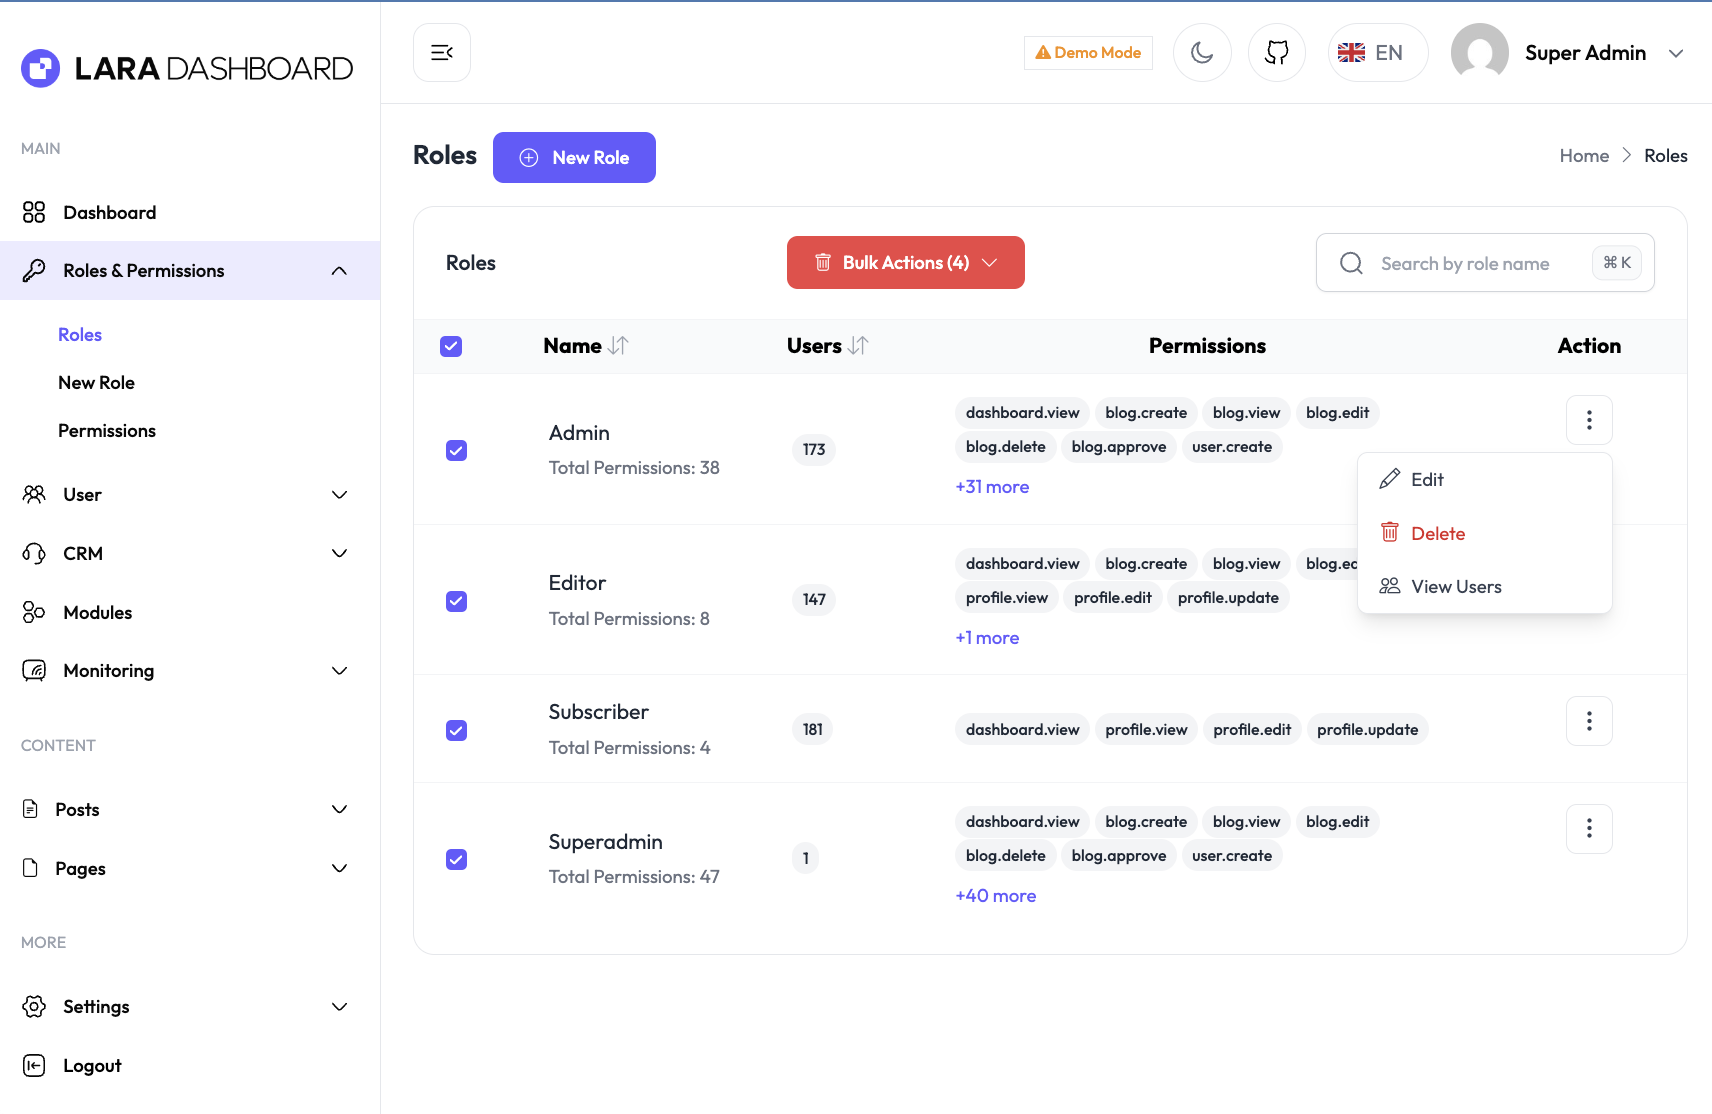 LARA DASHBOARD
Demo Mode
EN
Super Admin
MAIN
Dashboard
Roles & Permissions
Roles
New Role
Permissions
User
CRM
Modules
Monitoring
CONTENT
Posts
Pages
MORE
Settings
Logout
Roles
New Role
Home
Roles
Roles
Bulk Actions (4)
Search by role name
⌘ K
Name
Users
Permissions
Action
Admin
Total Permissions: 38
173
dashboard.view blog.create blog.view blog.edit
blog.delete blog.approve user.create
+31 more
Edit
Delete
View Users
Editor
Total Permissions: 8
147
dashboard.view blog.create blog.view
profile.view profile.edit profile.update
+1 more
Subscriber
Total Permissions: 4
181
dashboard.view profile.view profile.edit profile.update
Superadmin
Total Permissions: 47
1
dashboard.view blog.create blog.view blog.edit
blog.delete blog.approve user.create
+40 more